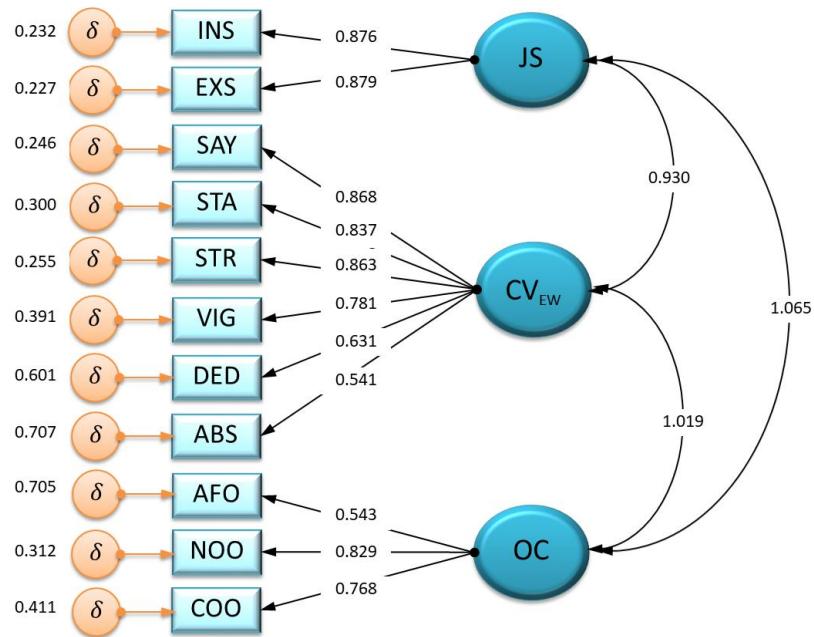 0.232 δ INS 0.876 JS
0.227 δ EXS 0.879
0.246 δ SAY 0.868
0.930
0.300 δ STA 0.837
0.255 δ STR 0.863
CV EW
0.391 δ VIG 0.781
1.065
0.601 δ DED 0.631
0.541
0.707 δ ABS
1.019
0.705 δ AFO 0.543
0.312 δ NOO 0.829 OC
0.411 δ COO 0.768